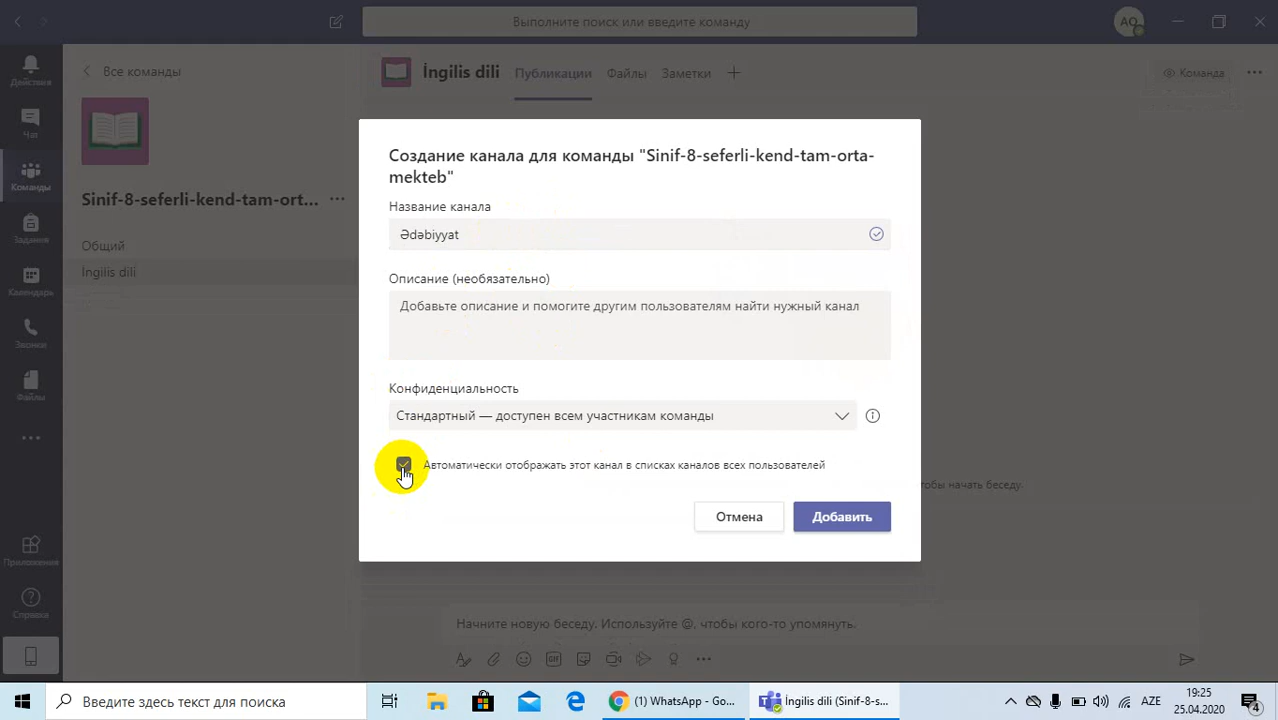 Выполните поиск или введите команду
AO
Действия
Чат
Команды
Задания
Календарь
Звонки
Файлы
Приложения
Справка
Все команды
Sinif-8-seferli-kend-tam-ort...
Общий
İngilis dili
İngilis dili
Публикации
Файлы
Заметки
Команда
Создание канала для команды "Sinif-8-seferli-kend-tam-orta-
mekteb"
Название канала
Ədəbiyyat
Описание (необязательно)
Добавьте описание и помогите другим пользователям найти нужный канал
Конфиденциальность
Стандартный — доступен всем участникам команды
Автоматически отображать этот канал в списках каналов всех пользователей
Отмена
Добавить
чтобы начать беседу.
Начните новую беседу. Используйте @, чтобы кого-то упомянуть.
GIF
Введите здесь текст для поиска
(1) WhatsApp - Go...
İngilis dili (Sinif-8-s...
AZE
19:25
25.04.2020
4